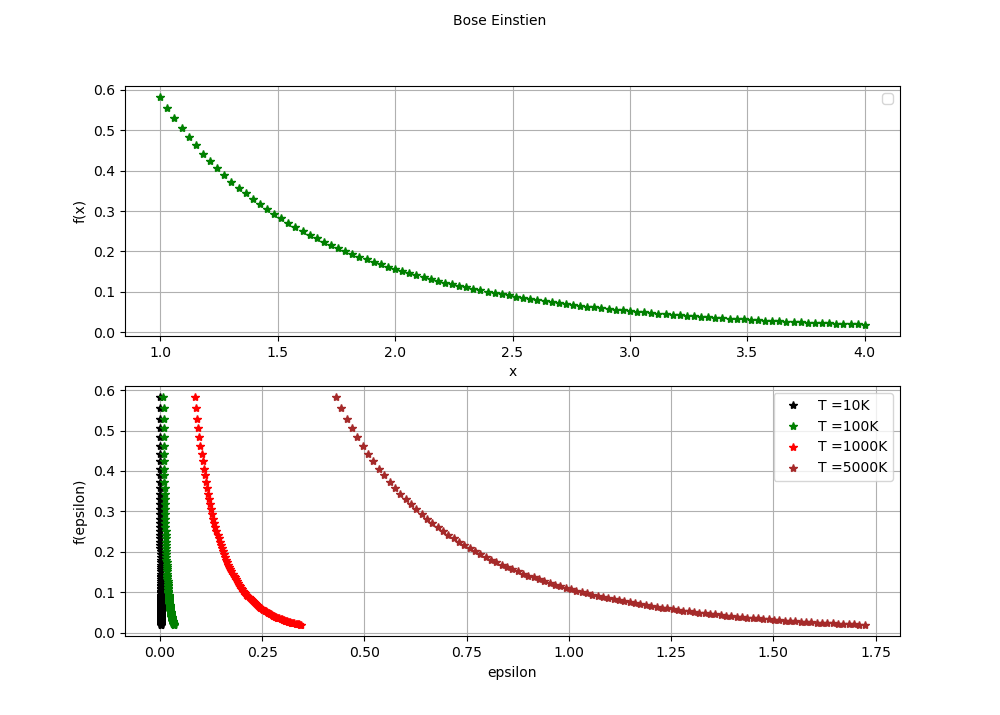 Bose Einstien
0.6
0.5
0.4
0.3
0.2
0.1
0.0
f(x)
1.0 1.5 2.0 2.5 3.0 3.5 4.0
x
0.6
0.5
0.4
0.3
0.2
0.1
0.0
f(epsilon)
T =10K
T =100K
T =1000K
T =5000K
0.00 0.25 0.50 0.75 1.00 1.25 1.50 1.75
epsilon